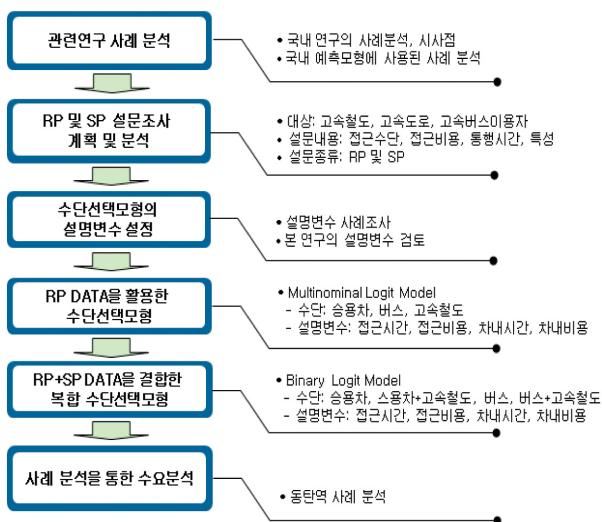 관련연구 사례 분석
• 국내 연구의 사례분석, 시사점
• 국내 예측모형에 사용된 사례 분석
RP 및 SP 설문조사
계획 및 분석
• 대상: 고속철도, 고속도로, 고속버스이용자
• 설문내용: 접근수단, 접근비용, 통행시간, 특성
• 설문종류: RP 및 SP
수단선택모형의
설명변수 설정
• 설명변수 사례조사
• 본 연구의 설명변수 검토
RP DATA을 활용한
수단선택모형
• Multinominal Logit Model
- 수단: 승용차, 버스, 고속철도
- 설명변수: 접근시간, 접근비용, 차내시간, 차내비용
RP+SP DATA을 결합한
복합 수단선택모형
• Binary Logit Model
- 수단: 승용차, 스용차+고속철도, 버스, 버스+고속철도
- 설명변수: 접근시간, 접근비용, 차내시간, 차내비용
사례 분석을 통한 수요분석
• 동탄역 사례 분석